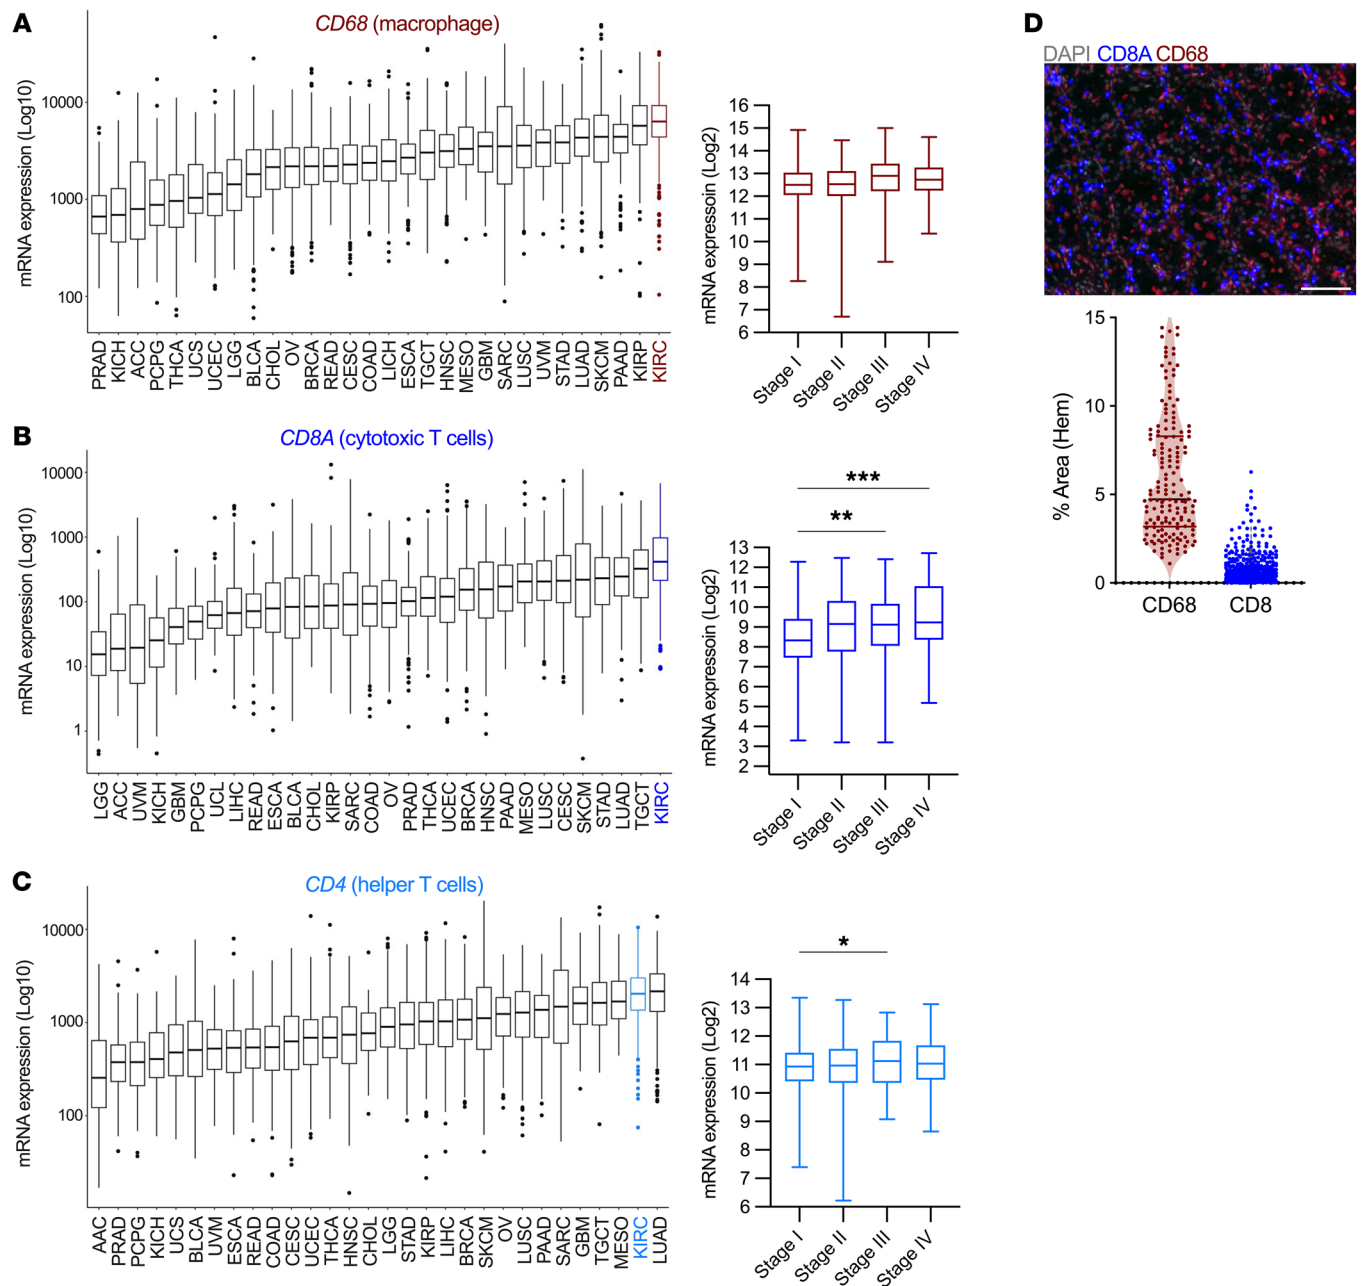 A
CD68 (macrophage)
mRNA expression (Log10)
10000
1000
100
PRAD
KICH
ACC
PCPG
THCA
UCS
UCEC
LGG
BLCA
CHOL
OV
BRCA
READ
CESC
COAD
LICH
ESCA
TGCT
HNSC
MESO
GBM
SARC
LUSC
UVM
STAD
LUAD
SKCM
PAAD
KIRP
KIRC
mRNA expressoin (Log2)
16
15
14
13
12
11
10
9
8
7
6
Stage I
Stage II
Stage III
Stage IV
B
CD8A (cytotoxic T cells)
mRNA expression (Log10)
10000
1000
100
10
1
LGG
ACC
UVM
KICH
GBM
PCPG
UCL
LIHC
READ
ESCA
BLCA
CHOL
KIRP
SARC
COAD
OV
PRAD
THCA
UCEC
BRCA
HNSC
PAAD
MESO
LUSC
CESC
SKCM
STAD
LUAD
TGCT
KIRC
***
**
mRNA expressoin (Log2)
13
12
11
10
9
8
7
6
5
4
3
2
Stage I
Stage II
Stage III
Stage IV
C
CD4 (helper T cells)
mRNA expression (Log10)
10000
1000
100
AAC
PRAD
PCPG
KICH
UCS
BLCA
UVM
ESCA
READ
COAD
CESC
UCEC
THCA
HNSC
CHOL
LGG
STAD
KIRP
LIHC
BRCA
SKCM
OV
LUSC
PAAD
SARC
GBM
TGCT
MESO
KIRC
LUAD
*
mRNA expression (Log2)
14
13
12
11
10
9
8
7
6
Stage I
Stage II
Stage III
Stage IV
D
DAPI CD8A CD68
% Area (Hem)
15
10
5
0
CD68
CD8